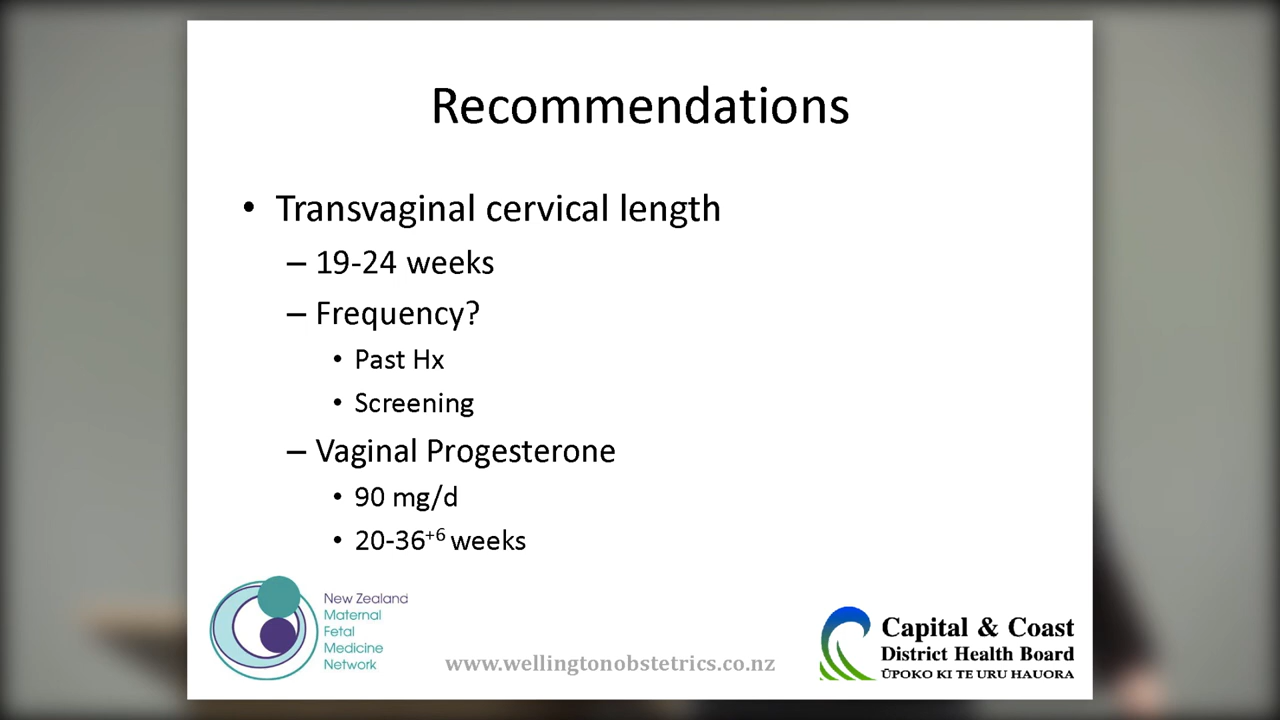 Recommendations
• Transvaginal cervical length
– 19-24 weeks
– Frequency?
• Past Hx
• Screening
– Vaginal Progesterone
• 90 mg/d
• 20-36+6 weeks
New Zealand
Maternal
Fetal
Medicine
Network
www.wellingtonobstetrics.co.nz
Capital & Coast
District Health Board
ŪPOKO KI TE URU HAUORA